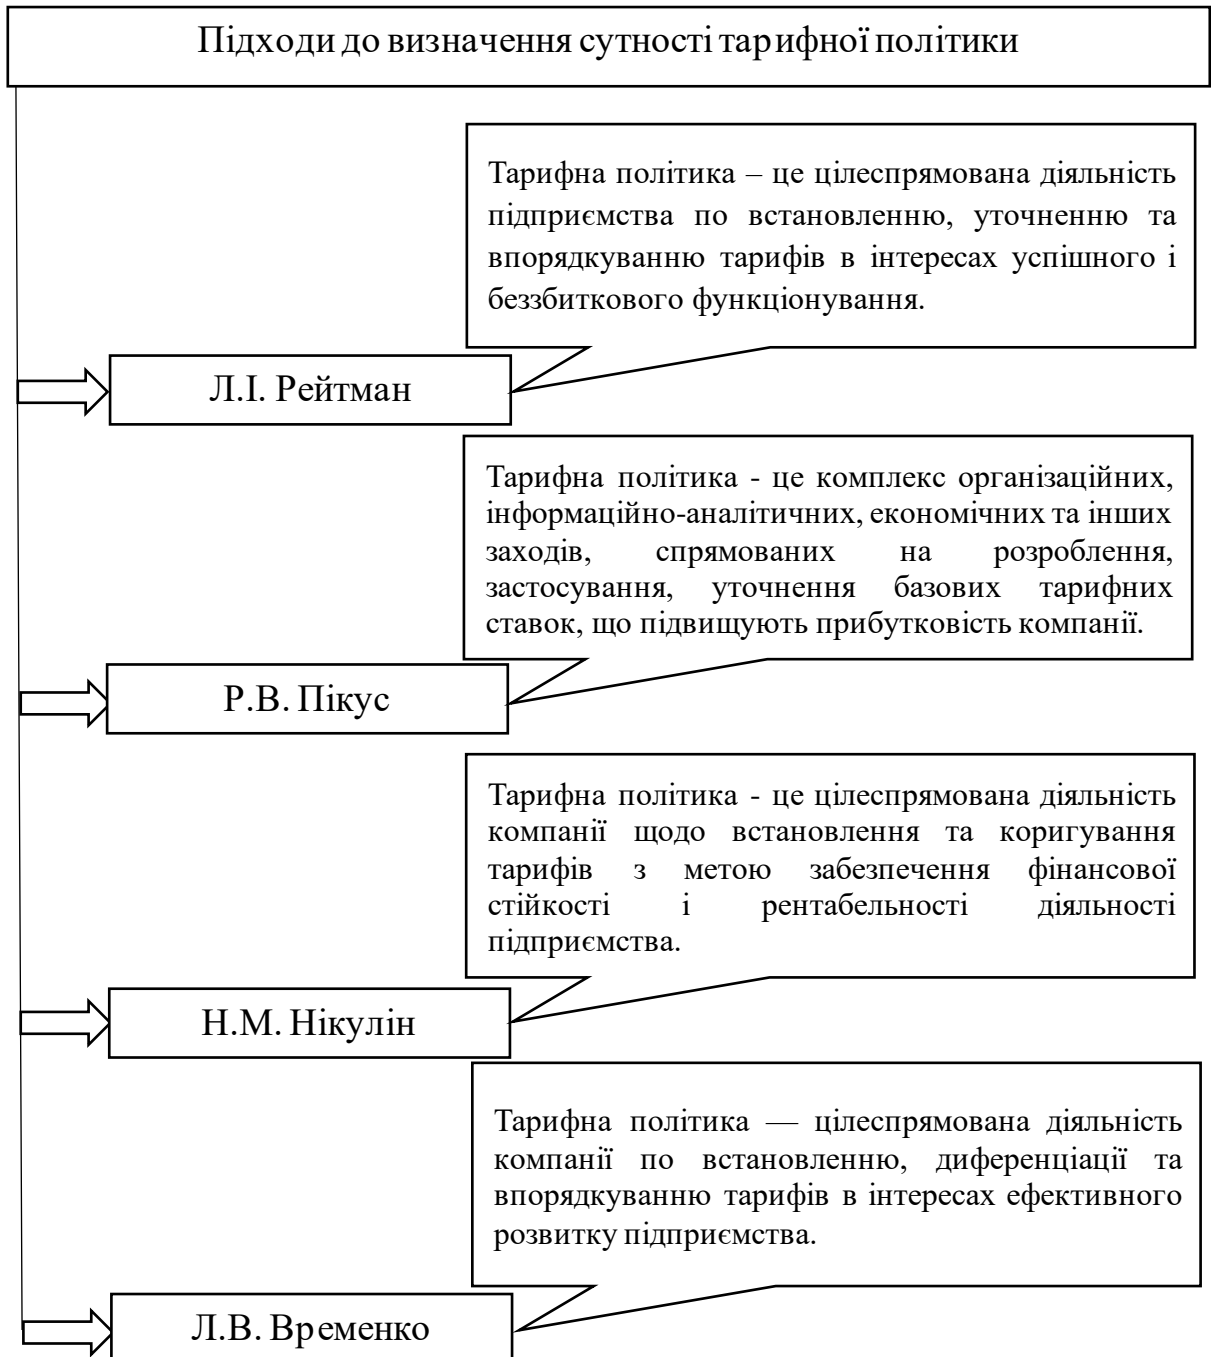 Підходи до визначення сутності тарифної політики
Тарифна політика – це цілеспрямована діяльність
підприємства по встановленню, уточненню та
впорядкуванню тарифів в інтересах успішного і
беззбиткового функціонування.
Л.І. Рейтман
Тарифна політика - це комплекс організаційних,
інформаційно-аналітичних, економічних та інших
заходів, спрямованих на розроблення,
застосування, уточнення базових тарифних
ставок, що підвищують прибутковість компанії.
Р.В. Пікус
Тарифна політика - це цілеспрямована діяльність
компанії щодо встановлення та коригування
тарифів з метою забезпечення фінансової
стійкості і рентабельності діяльності
підприємства.
Н.М. Нікулін
Тарифна політика — цілеспрямована діяльність
компанії по встановленню, диференціації та
впорядкуванню тарифів в інтересах ефективного
розвитку підприємства.
Л.В. Временко